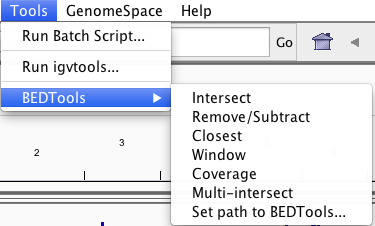 Tools GenomeSpace Help
Run Batch Script...
Go
Run igvtools...
BEDTools
Intersect
Remove/Subtract
Closest
Window
Coverage
Multi-intersect
Set path to BEDTools...
2
3